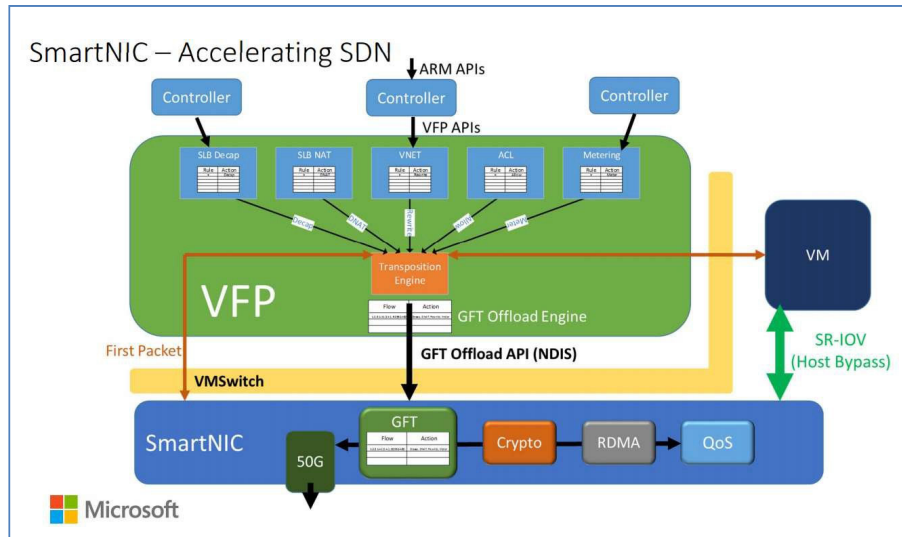 SmartNIC – Accelerating SDN
ARM APIs
Controller
Controller
Controller
VFP APIs
SLB Decap
SLB NAT
VNET
ACL
Metering
Rule Action
Rule Action
Rule Action
Rule Action
Rule Action
Decap
DNAT
Rewrite
Allow
Meter
Transposition
Engine
VM
VFP
Flow Action
GFT Offload Engine
First Packet
GFT Offload API (NDIS)
SR-IOV
(Host Bypass)
VMSwitch
SmartNIC
GFT
Flow Action
50G
Crypto
RDMA
QoS
Microsoft